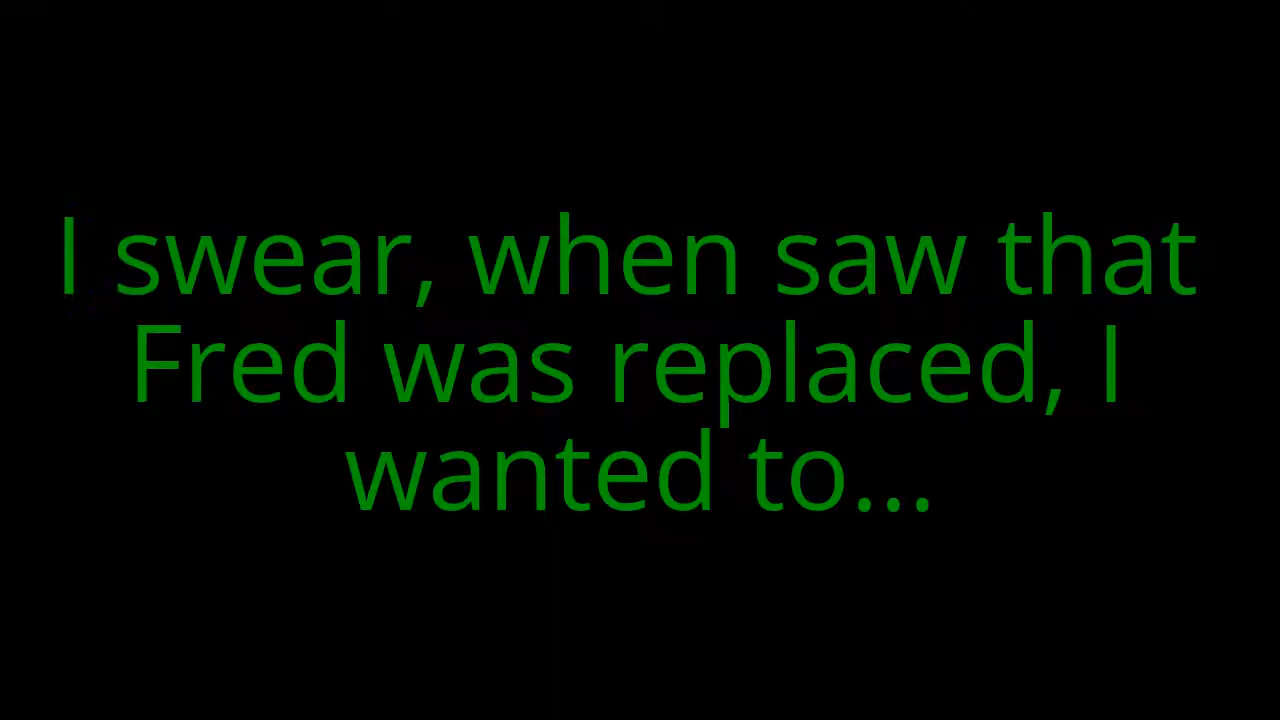 I swear, when saw that
Fred was replaced, I
wanted to...